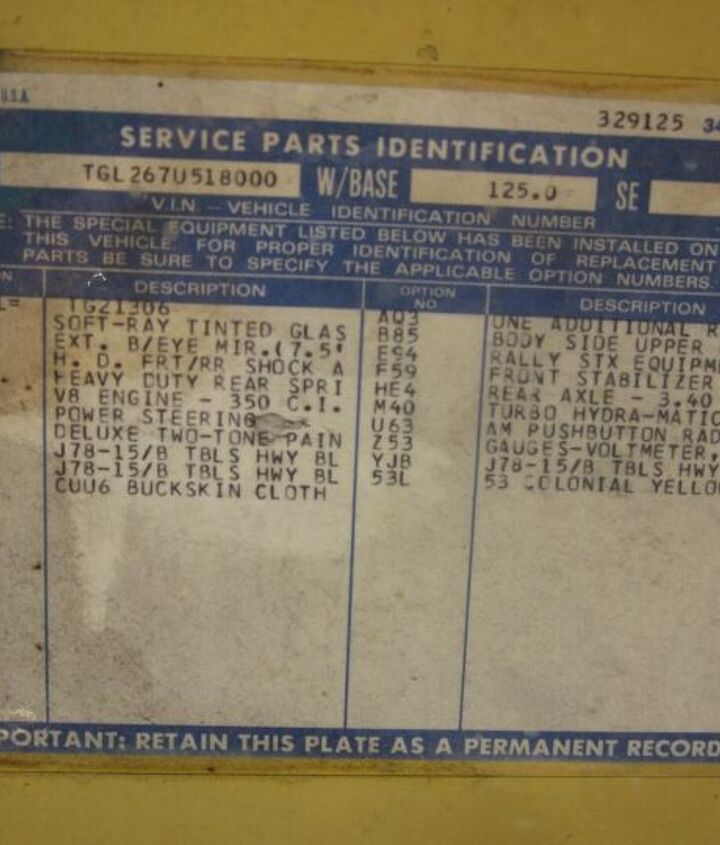 U.S.A.
329125 34
SERVICE PARTS IDENTIFICATION
TGL267U518000 W/BASE 125.0 SE
V.I.N. – VEHICLE IDENTIFICATION NUMBER
E: THE SPECIAL EQUIPMENT LISTED BELOW HAS BEEN INSTALLED ON
THIS VEHICLE. FOR PROPER IDENTIFICATION OF REPLACEMENT
PARTS BE SURE TO SPECIFY THE APPLICABLE OPTION NUMBERS.
ON DESCRIPTION OPTION NO DESCRIPTION
L= TG21306 AQ3 ONE ADDITIONAL R
SOFT-RAY TINTED GLAS B85 BODY SIDE UPPER
EXT. B/EYE MIR.(7.5" ES4 RALLY STX EQUIPM
H. D. FRT/RR SHOCK A F59 FRONT STABILIZER
HEAVY DUTY REAR SPRI HE4 REAR AXLE - 3.40
V8 ENGINE - 350 C.I. M40 TURBO HYDRA-MATIC
POWER STEERING U63 AM PUSHBUTTON RAD
DELUXE TWO-TONE PAIN Z53 GAUGES-VOLTMETER,
J78-15/B TBLS HWY BL YJB J78-15/B TBLS HWY
J78-15/B TBLS HWY BL 53L 53 COLONIAL YELLO
CUU6 BUCKSKIN CLOTH
PORTANT: RETAIN THIS PLATE AS A PERMANENT RECORD